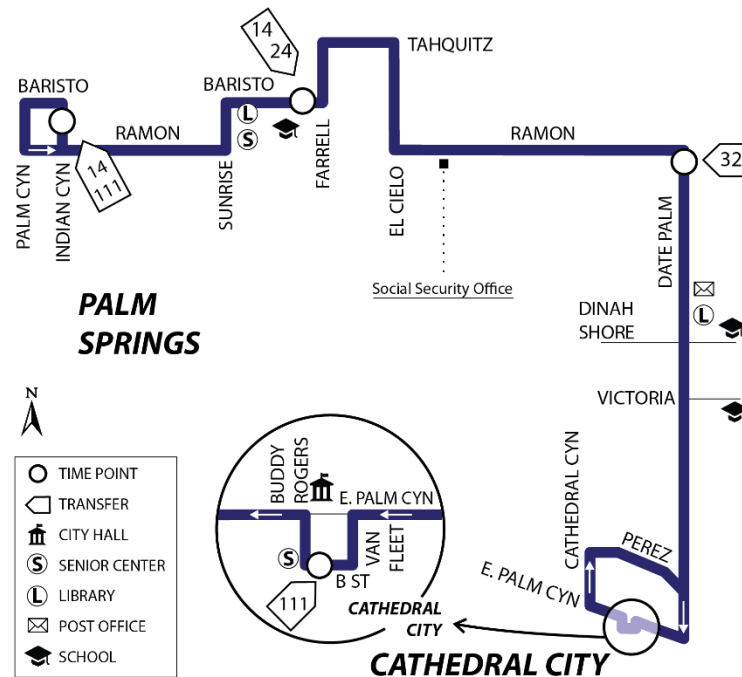 14
24
TAHQUITZ
BARISTO
BARISTO
RAMON
RAMON
PALM CYN
INDIAN CYN
14
111
SUNRISE
L
S
FARRELL
EL CIELO
32
DATE PALM
Social Security Office
PALM
SPRINGS
DINAH
SHORE
L
VICTORIA
N
TIME POINT
TRANSFER
CITY HALL
S SENIOR CENTER
L LIBRARY
POST OFFICE
SCHOOL
BUDDY
ROGERS
E. PALM CYN
VAN
FLEET
S
B ST
111
CATHEDRAL
CITY
CATHEDRAL CYN
PEREZ
E. PALM CYN
CATHEDRAL CITY